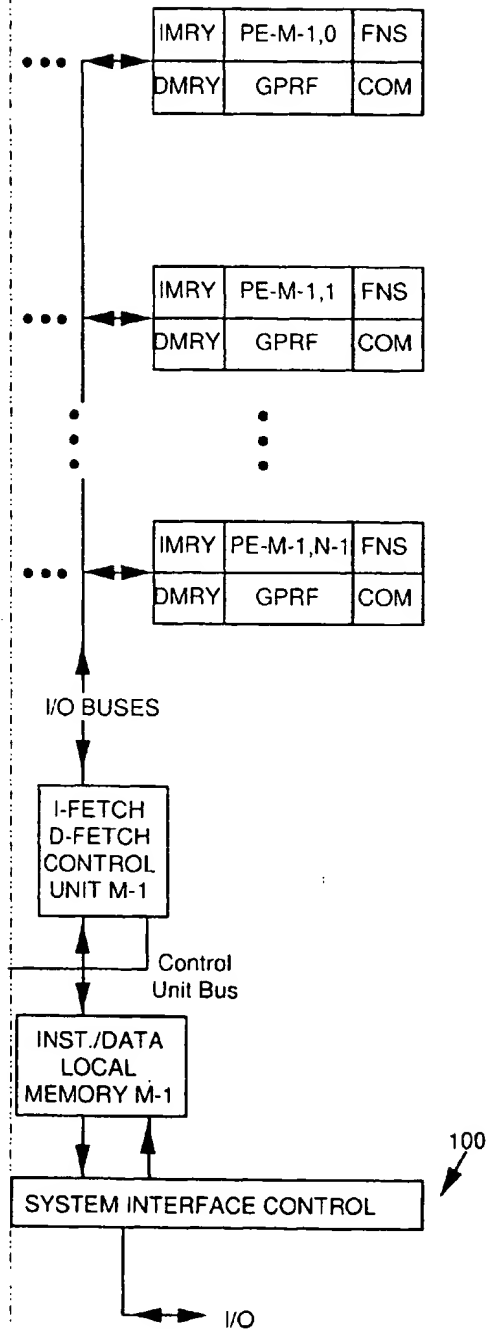 IMRY PE-M-1,0 FNS
DMRY GPRF COM
IMRY PE-M-1,1 FNS
DMRY GPRF COM
IMRY PE-M-1,N-1 FNS
DMRY GPRF COM
I/O BUSES
I-FETCH
D-FETCH
CONTROL
UNIT M-1
Control
Unit Bus
INST./DATA
LOCAL
MEMORY M-1
100
SYSTEM INTERFACE CONTROL
I/O